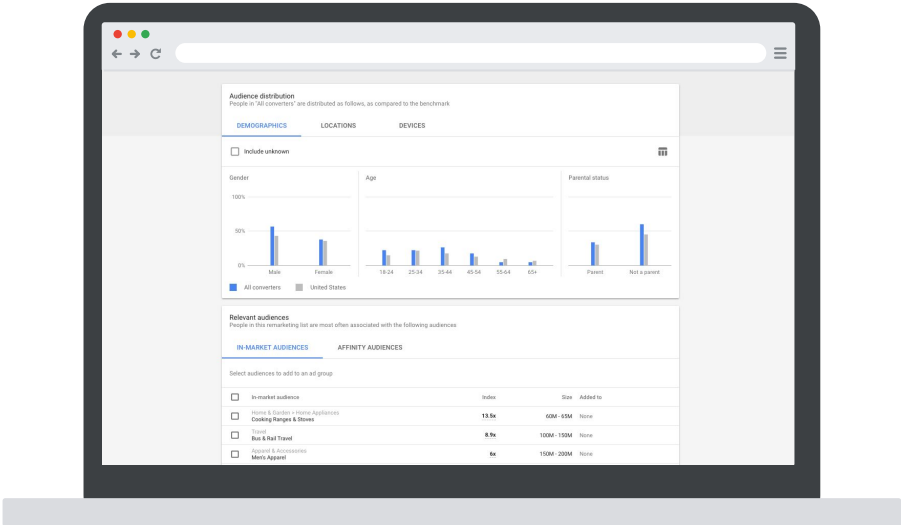 Audience distribution
People in "All converters" are distributed as follows, as compared to the benchmark
DEMOGRAPHICS LOCATIONS DEVICES
Include unknown
Gender Age Parental status
100%
50%
0%
Male Female 18-24 25-34 35-44 45-54 55-64 65+ Parent Not a parent
All converters United States
Relevant audiences
People in this remarketing list are most often associated with the following audiences
IN-MARKET AUDIENCES AFFINITY AUDIENCES
Select audiences to add to an ad group
In-market audience Index Size Added to
Home & Garden > Home Appliances
Cooking Ranges & Stoves 13.5x 60M - 65M None
Travel
Bus & Rail Travel 8.9x 100M - 150M None
Apparel & Accessories
Men's Apparel 6x 150M - 200M None